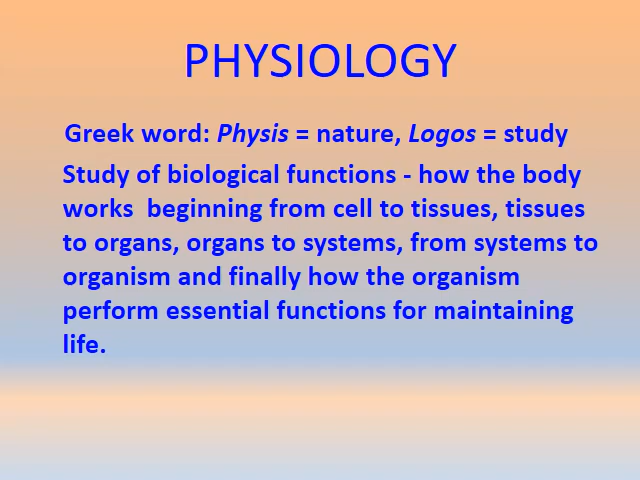 PHYSIOLOGY
Greek word: Physis = nature, Logos = study
Study of biological functions - how the body
works  beginning from cell to tissues, tissues
to organs, organs to systems, from systems to
organism and finally how the organism
perform essential functions for maintaining
life.